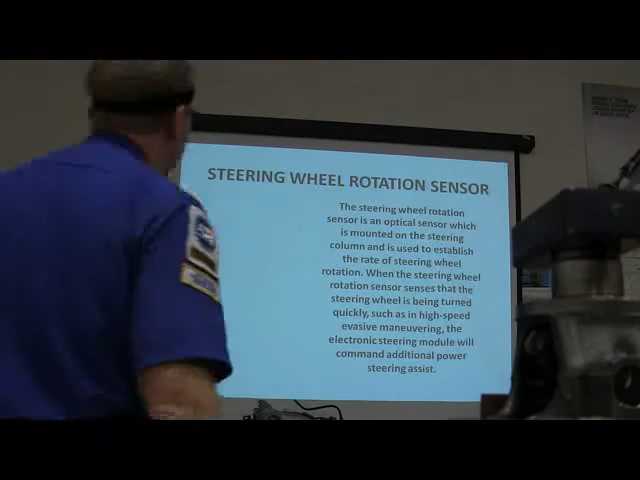 STEERING WHEEL ROTATION SENSOR
The steering wheel rotation
sensor is an optical sensor which
is mounted on the steering
column and is used to establish
the rate of steering wheel
rotation. When the steering wheel
rotation sensor senses that the
steering wheel is being turned
quickly, such as in high-speed
evasive maneuvering, the
electronic steering module will
command additional power
steering assist.